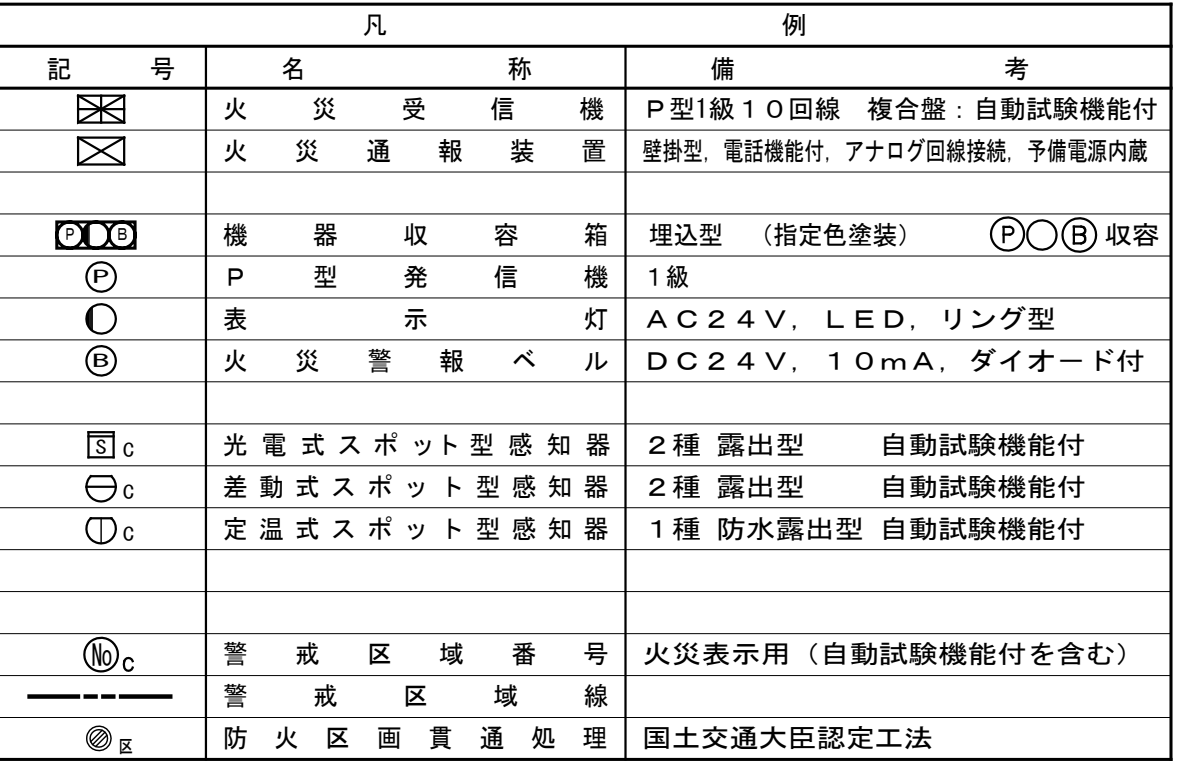 凡例
記号 名称 備考
火災受信機 P型1級10回線 複合盤：自動試験機能付
火災通報装置 壁掛型，電話機能付，アナログ回線接続，予備電源内蔵
P B 機器収容箱 埋込型 （指定色塗装） P B 収容
P P型発信機 1級
表示灯 AC24V，LED，リング型
B 火災警報ベル DC24V，10mA，ダイオード付
S C 光電式スポット型感知器 2種 露出型 自動試験機能付
C 差動式スポット型感知器 2種 露出型 自動試験機能付
C 定温式スポット型感知器 1種 防水露出型 自動試験機能付
No C 警戒区域番号 火災表示用（自動試験機能付を含む）
警戒区域線
区 防火区画貫通処理 国土交通大臣認定工法